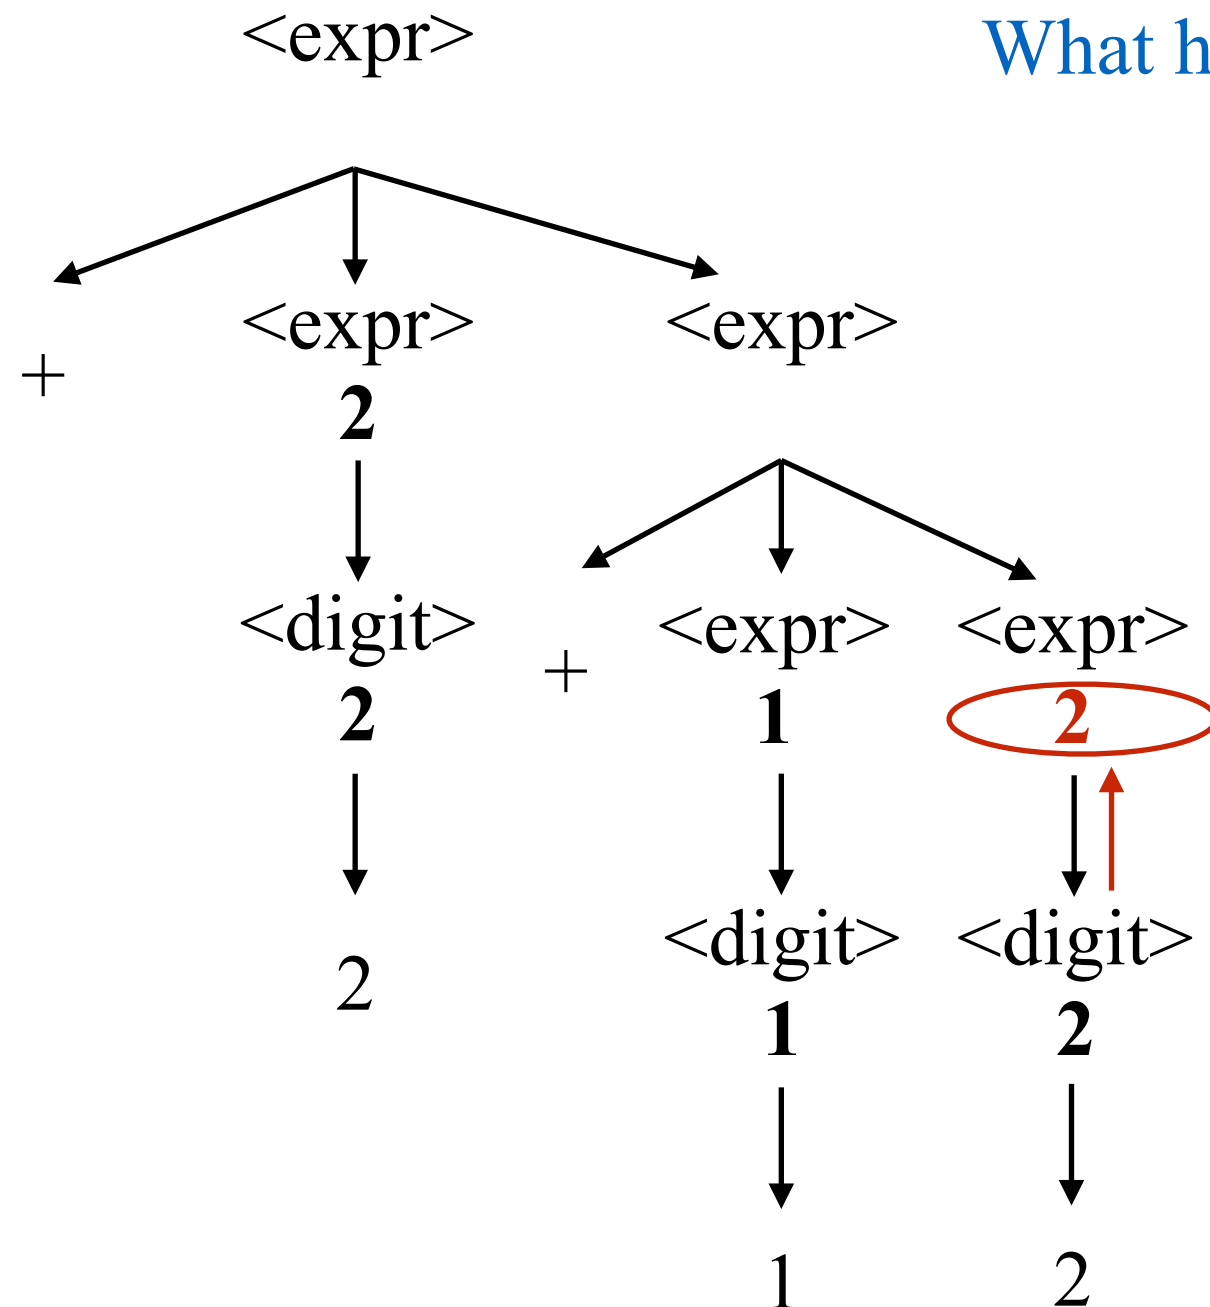 <expr>
What h
<expr> <expr>
+
2
<digit> <expr> <expr>
+
2 1 2
<digit> <digit>
2
1 2
1 2